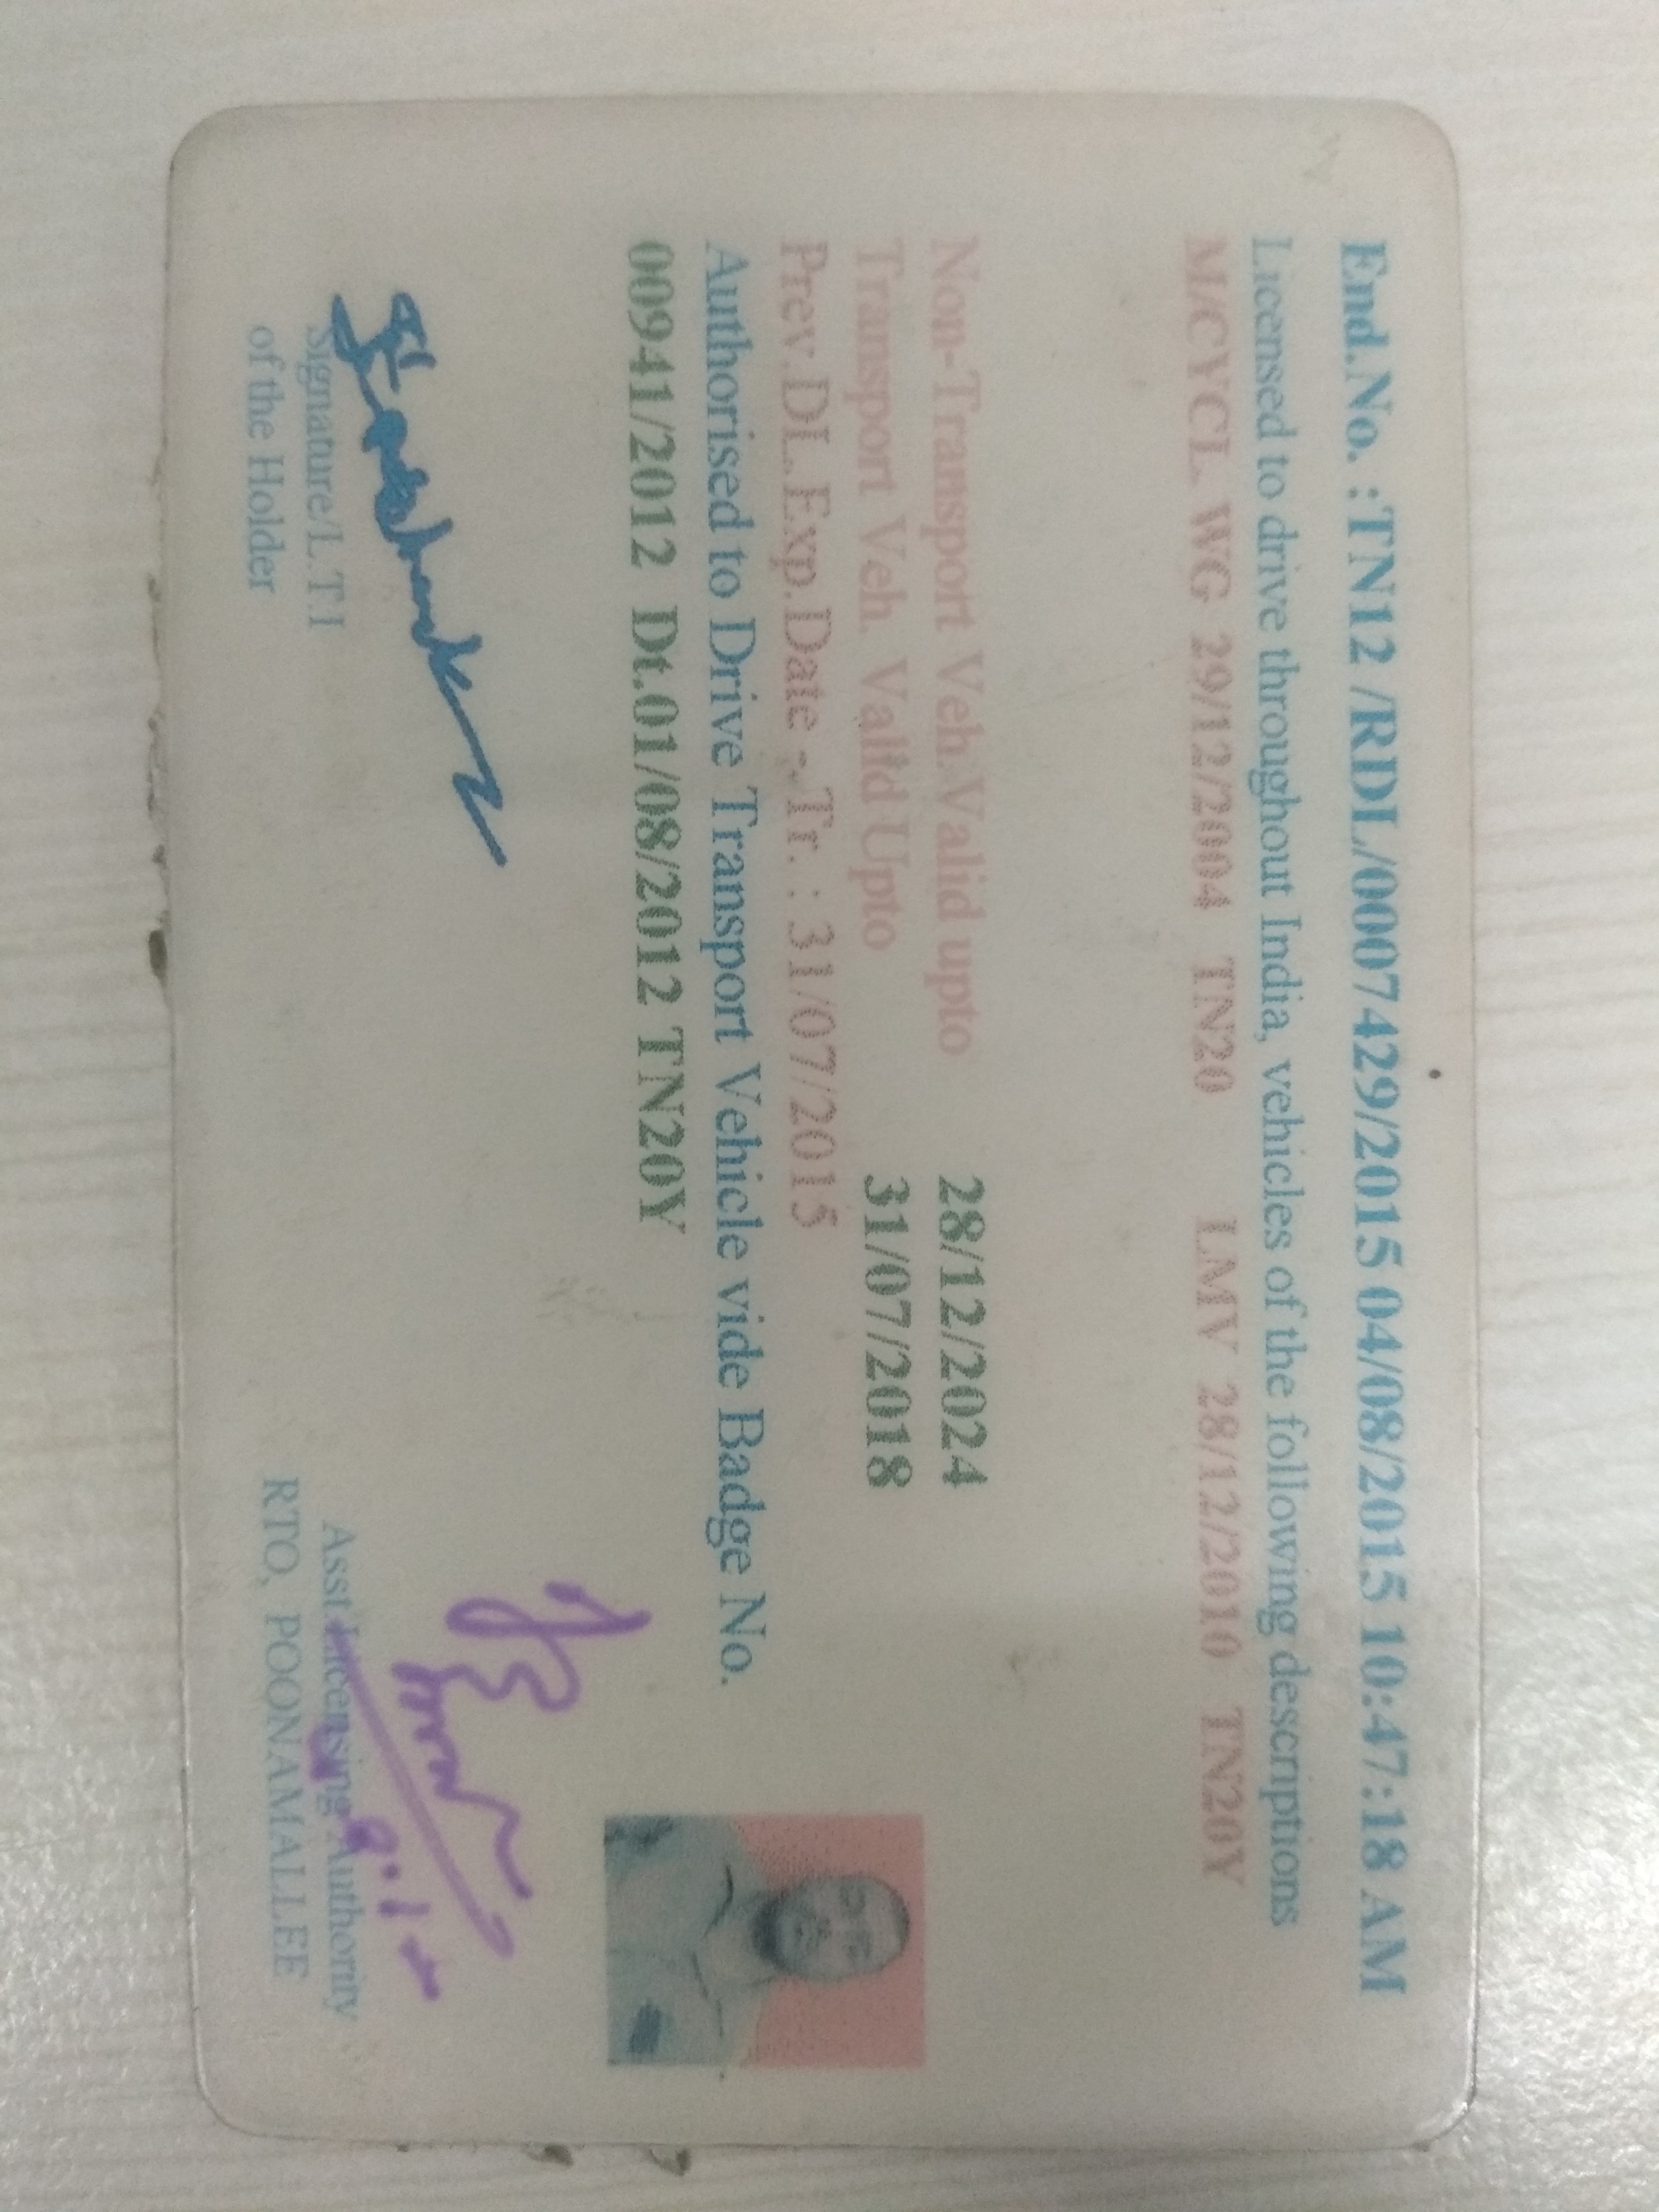 End.No. :TN12 /RDL/0007429/2015 04/08/2015 10:47:18 AM
Licensed to drive throughout India, vehicles of the following descriptions
M/CYCL. WG 29/12/2004 TN20 LMV 28/12/2010 TN20Y
Non-Transport Veh.Valid upto 28/12/2024
Transport Veh. Valid Upto 31/07/2018
Prev.DL.Exp.Date - Tr. : 31/07/2015
Authorised to Drive Transport Vehicle vide Badge No.
00941/2012 Dt.01/08/2012 TN20Y
Signature/L.T.I
of the Holder
Asst.Licensing Authority
RTO, POONAMALLEE